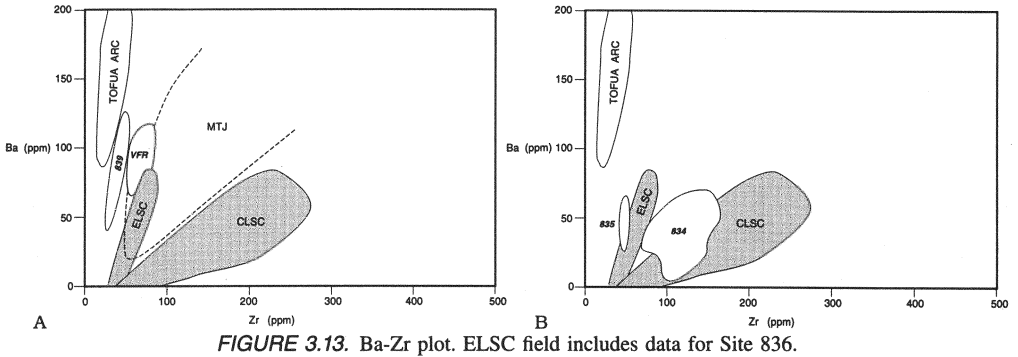 200
150
100
50
0
Ba (ppm)
TOFUA ARC
839
VFR
ELSC
MTJ
CLSC
0 100 200 300 400 500
Zr (ppm)
A
200
150
100
50
0
Ba (ppm)
TOFUA ARC
835
ELSC
834
CLSC
0 100 200 300 400 500
Zr (ppm)
B
FIGURE 3.13. Ba-Zr plot. ELSC field includes data for Site 836.